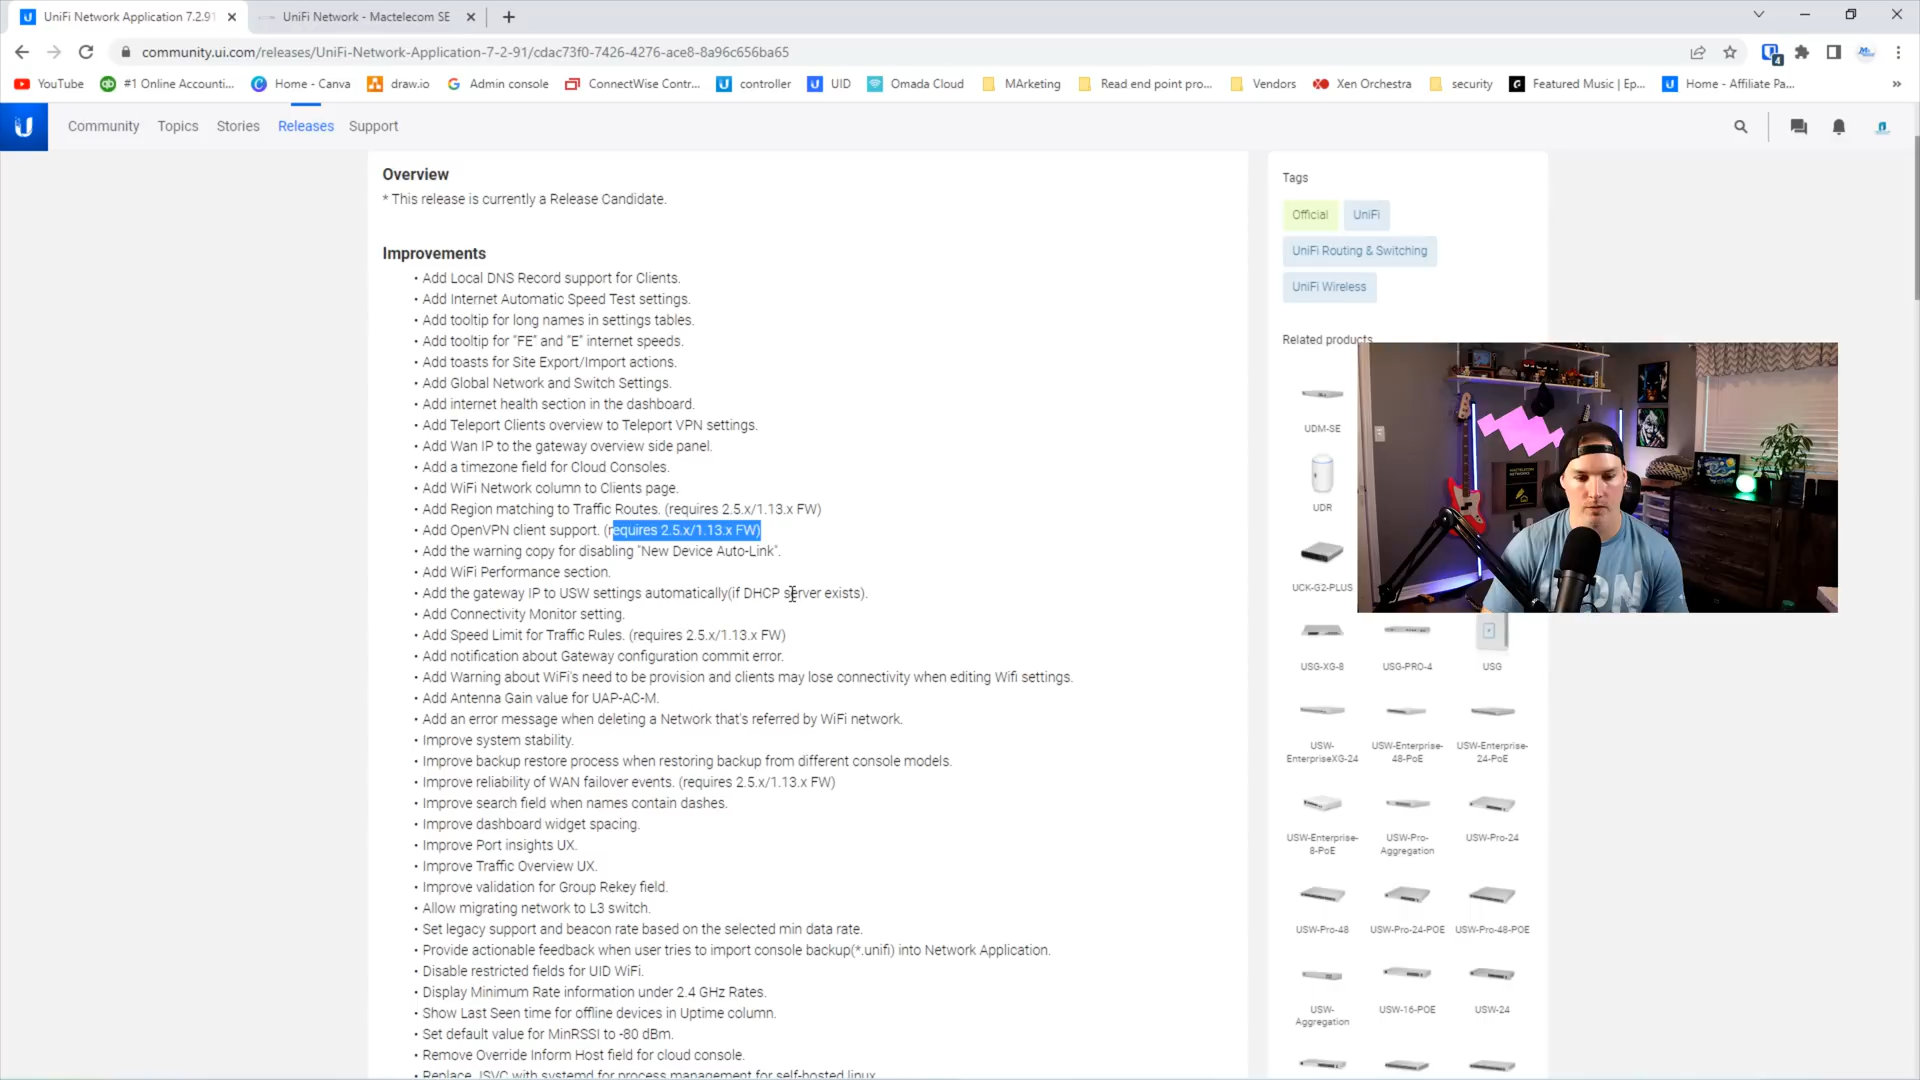 UniFi Network Application 7.2.91
UniFi Network - Mactelecom SE
community.ui.com/releases/UniFi-Network-Application-7-2-91/cdac73f0-7426-4276-ace8-8a96c656ba65
4
YouTube
#1 Online Accounti...
Home - Canva
draw.io
Admin console
ConnectWise Contr...
controller
UID
Omada Cloud
MArketing
Read end point pro...
Vendors
Xen Orchestra
security
Featured Music | Ep...
Home - Affiliate Pa...
Community
Topics
Stories
Releases
Support
Overview
* This release is currently a Release Candidate.
Improvements
• Add Local DNS Record support for Clients.
• Add Internet Automatic Speed Test settings.
• Add tooltip for long names in settings tables.
• Add tooltip for "FE" and "E" internet speeds.
• Add toasts for Site Export/Import actions.
• Add Global Network and Switch Settings.
• Add internet health section in the dashboard.
• Add Teleport Clients overview to Teleport VPN settings.
• Add Wan IP to the gateway overview side panel.
• Add a timezone field for Cloud Consoles.
• Add WiFi Network column to Clients page.
• Add Region matching to Traffic Routes. (requires 2.5.x/1.13.x FW)
• Add OpenVPN client support. (requires 2.5.x/1.13.x FW)
• Add the warning copy for disabling "New Device Auto-Link".
• Add WiFi Performance section.
• Add the gateway IP to USW settings automatically(if DHCP server exists).
• Add Connectivity Monitor setting.
• Add Speed Limit for Traffic Rules. (requires 2.5.x/1.13.x FW)
• Add notification about Gateway configuration commit error.
• Add Warning about WiFi's need to be provision and clients may lose connectivity when editing Wifi settings.
• Add Antenna Gain value for UAP-AC-M.
• Add an error message when deleting a Network that's referred by WiFi network.
• Improve system stability.
• Improve backup restore process when restoring backup from different console models.
• Improve reliability of WAN failover events. (requires 2.5.x/1.13.x FW)
• Improve search field when names contain dashes.
• Improve dashboard widget spacing.
• Improve Port insights UX.
• Improve Traffic Overview UX.
• Improve validation for Group Rekey field.
• Allow migrating network to L3 switch.
• Set legacy support and beacon rate based on the selected min data rate.
• Provide actionable feedback when user tries to import console backup(*.unifi) into Network Application.
• Disable restricted fields for UID WiFi.
• Display Minimum Rate information under 2.4 GHz Rates.
• Show Last Seen time for offline devices in Uptime column.
• Set default value for MinRSSI to -80 dBm.
• Remove Override Inform Host field for cloud console.
• Replace JSVC with systemd for process management for self-hosted linux
Tags
Official
UniFi
UniFi Routing & Switching
UniFi Wireless
Related products
UDM-SE
UDR
UCK-G2-PLUS
USG-XG-8
USG-PRO-4
USG
USW-
EnterpriseXG-24
USW-Enterprise-
48-PoE
USW-Enterprise-
24-PoE
USW-Enterprise-
8-PoE
USW-Pro-
Aggregation
USW-Pro-24
USW-Pro-48
USW-Pro-24-POE
USW-Pro-48-POE
USW-
Aggregation
USW-16-POE
USW-24